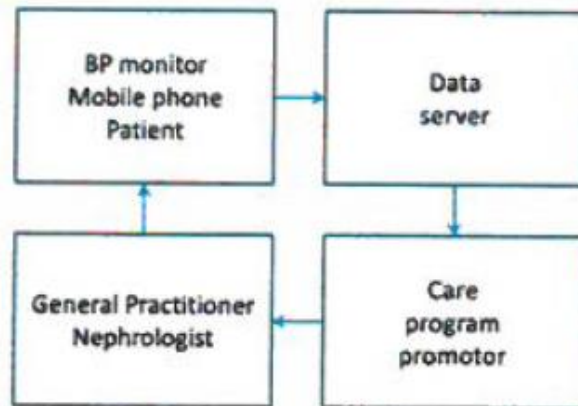 BP monitor
Mobile phone
Patient
Data
server
General Practitioner
Nephrologist
Care
program
promotor